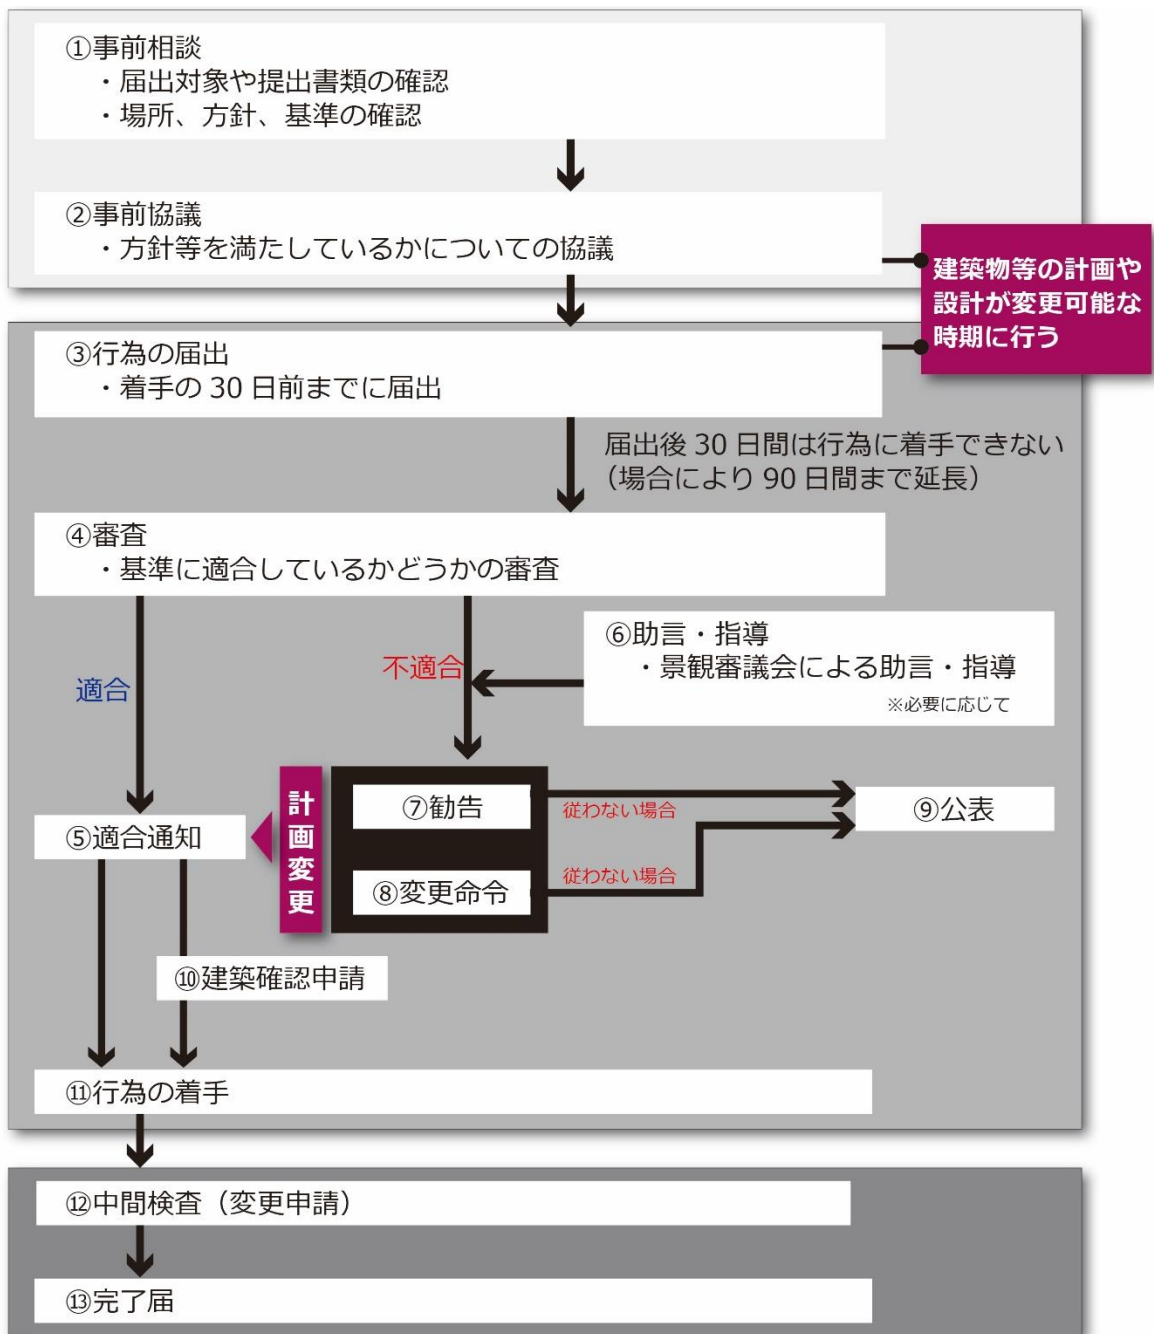 ①事前相談
・届出対象や提出書類の確認
・場所、方針、基準の確認
②事前協議
・方針等を満たしているかについての協議
建築物等の計画や
設計が変更可能な
時期に行う
③行為の届出
・着手の 30 日前までに届出
届出後 30 日間は行為に着手できない
（場合により 90 日間まで延長）
④審査
・基準に適合しているかどうかの審査
適合
不適合
⑥助言・指導
・景観審議会による助言・指導
※必要に応じて
⑤適合通知
計画変更
⑦勧告
従わない場合
⑧変更命令
従わない場合
⑨公表
⑩建築確認申請
⑪行為の着手
⑫中間検査（変更申請）
⑬完了届